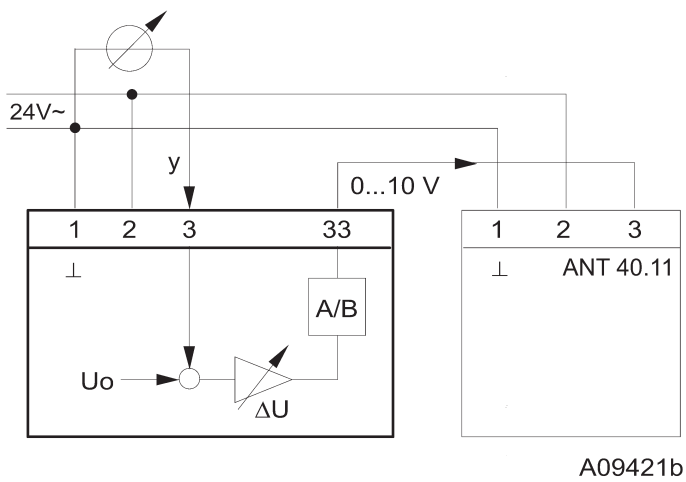 24V~
y
0...10 V
1 2 3 33
1 2 3
⊥
⊥ ANT 40.11
A/B
Uo
ΔU
A09421b